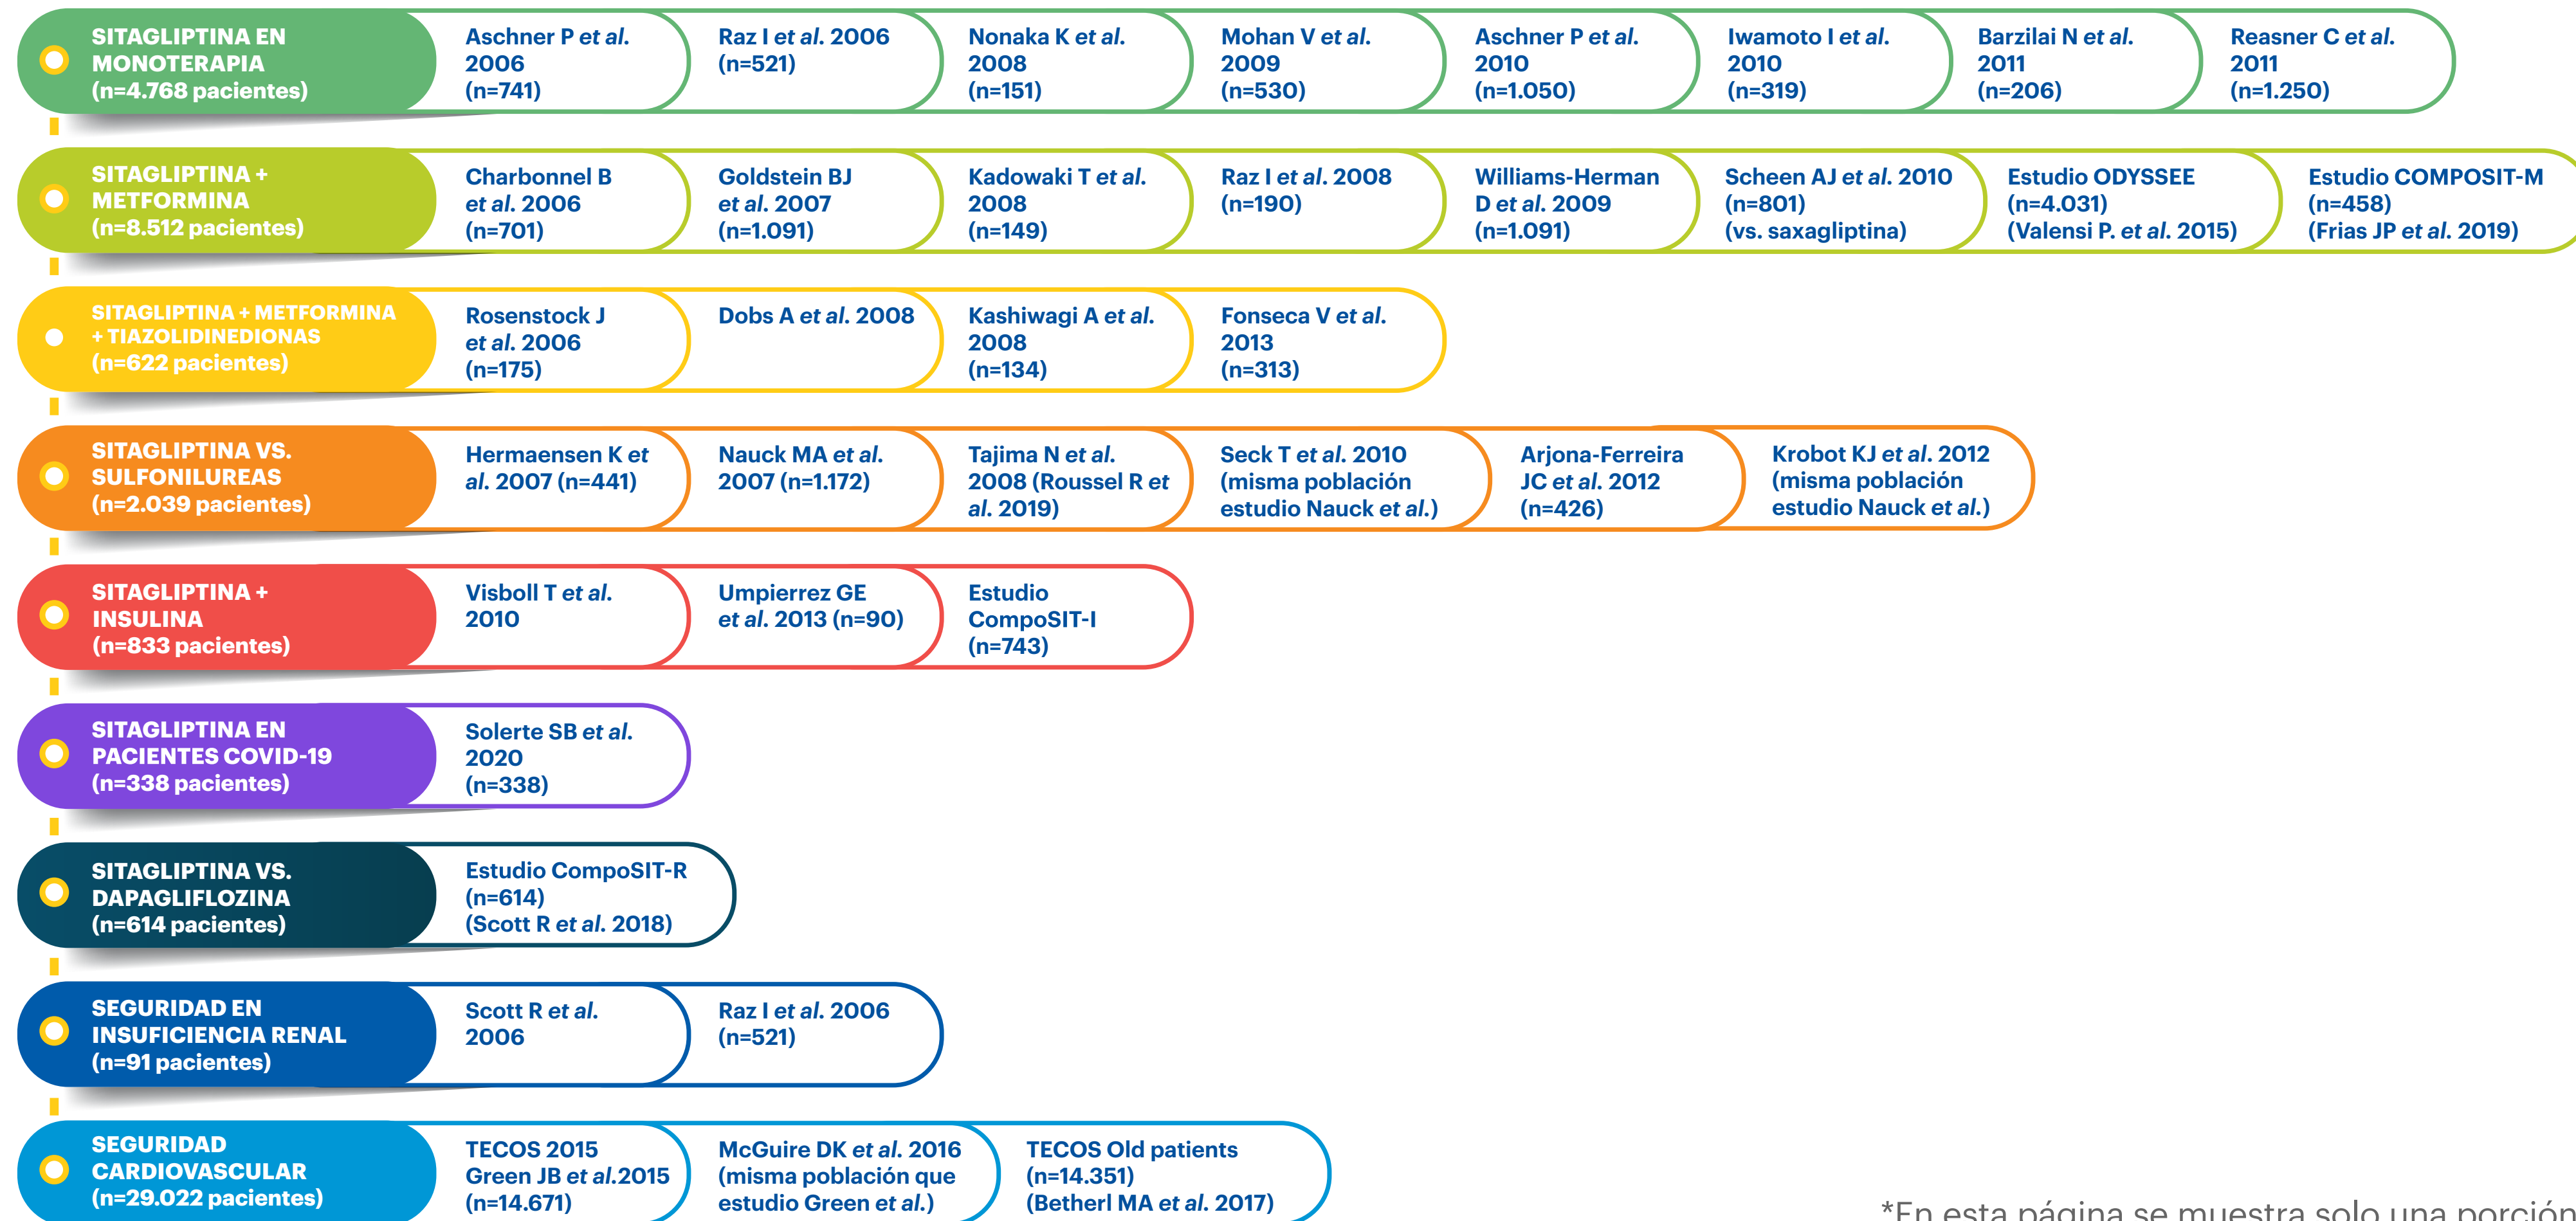 SITAGLIPTINA EN
MONOTERAPIA
(n=4.768 pacientes)
Aschner P et al.
2006
(n=741)
Raz I et al. 2006
(n=521)
Nonaka K et al.
2008
(n=151)
Mohan V et al.
2009
(n=530)
Aschner P et al.
2010
(n=1.050)
Iwamoto I et al.
2010
(n=319)
Barzilai N et al.
2011
(n=206)
Reasner C et al.
2011
(n=1.250)
SITAGLIPTINA +
METFORMINA
(n=8.512 pacientes)
Charbonnel B
et al. 2006
(n=701)
Goldstein BJ
et al. 2007
(n=1.091)
Kadowaki T et al.
2008
(n=149)
Raz I et al. 2008
(n=190)
Williams-Herman
D et al. 2009
(n=1.091)
Scheen AJ et al. 2010
(n=801)
(vs. saxagliptina)
Estudio ODYSSEE
(n=4.031)
(Valensi P. et al. 2015)
Estudio COMPOSIT-M
(n=458)
(Frias JP et al. 2019)
SITAGLIPTINA + METFORMINA
+ TIAZOLIDINEDIONAS
(n=622 pacientes)
Rosenstock J
et al. 2006
(n=175)
Dobs A et al. 2008
Kashiwagi A et al.
2008
(n=134)
Fonseca V et al.
2013
(n=313)
SITAGLIPTINA VS.
SULFONILUREAS
(n=2.039 pacientes)
Hermaensen K et
al. 2007 (n=441)
Nauck MA et al.
2007 (n=1.172)
Tajima N et al.
2008 (Roussel R et
al. 2019)
Seck T et al. 2010
(misma población
estudio Nauck et al.)
Arjona-Ferreira
JC et al. 2012
(n=426)
Krobot KJ et al. 2012
(misma población
estudio Nauck et al.)
SITAGLIPTINA +
INSULINA
(n=833 pacientes)
Visboll T et al.
2010
Umpierrez GE
et al. 2013 (n=90)
Estudio
CompoSIT-I
(n=743)
SITAGLIPTINA EN
PACIENTES COVID-19
(n=338 pacientes)
Solerte SB et al.
2020
(n=338)
SITAGLIPTINA VS.
DAPAGLIFLOZINA
(n=614 pacientes)
Estudio CompoSIT-R
(n=614)
(Scott R et al. 2018)
SEGURIDAD EN
INSUFICIENCIA RENAL
(n=91 pacientes)
Scott R et al.
2006
Raz I et al. 2006
(n=521)
SEGURIDAD
CARDIOVASCULAR
(n=29.022 pacientes)
TECOS 2015
Green JB et al.2015
(n=14.671)
McGuire DK et al. 2016
(misma población que
estudio Green et al.)
TECOS Old patients
(n=14.351)
(Betherl MA et al. 2017)
*En esta página se muestra solo una porción